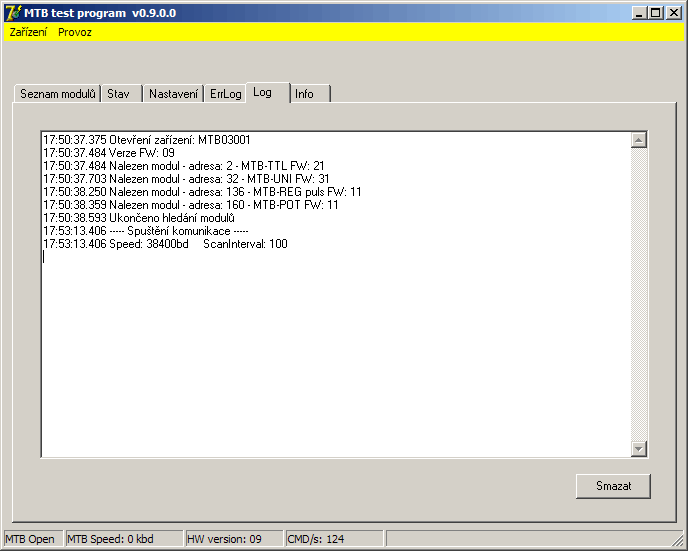 MTB test program v0.9.0.0
Zařízení Provoz
Seznam modulů Stav Nastavení ErrLog Log Info
17:50:37.375 Otevření zařízení: MTB03001
17:50:37.484 Verze FW: 09
17:50:37.484 Nalezen modul - adresa: 2 - MTB-TTL FW: 21
17:50:37.703 Nalezen modul - adresa: 32 - MTB-UNI FW: 31
17:50:38.250 Nalezen modul - adresa: 136 - MTB-REG puls FW: 11
17:50:38.359 Nalezen modul - adresa: 160 - MTB-POT FW: 11
17:50:38.593 Ukončeno hledání modulů
17:53:13.406 ----- Spuštění komunikace -----
17:53:13.406 Speed: 38400bd ScanInterval: 100
Smazat
MTB Open MTB Speed: 0 kbd HW version: 09 CMD/s: 124